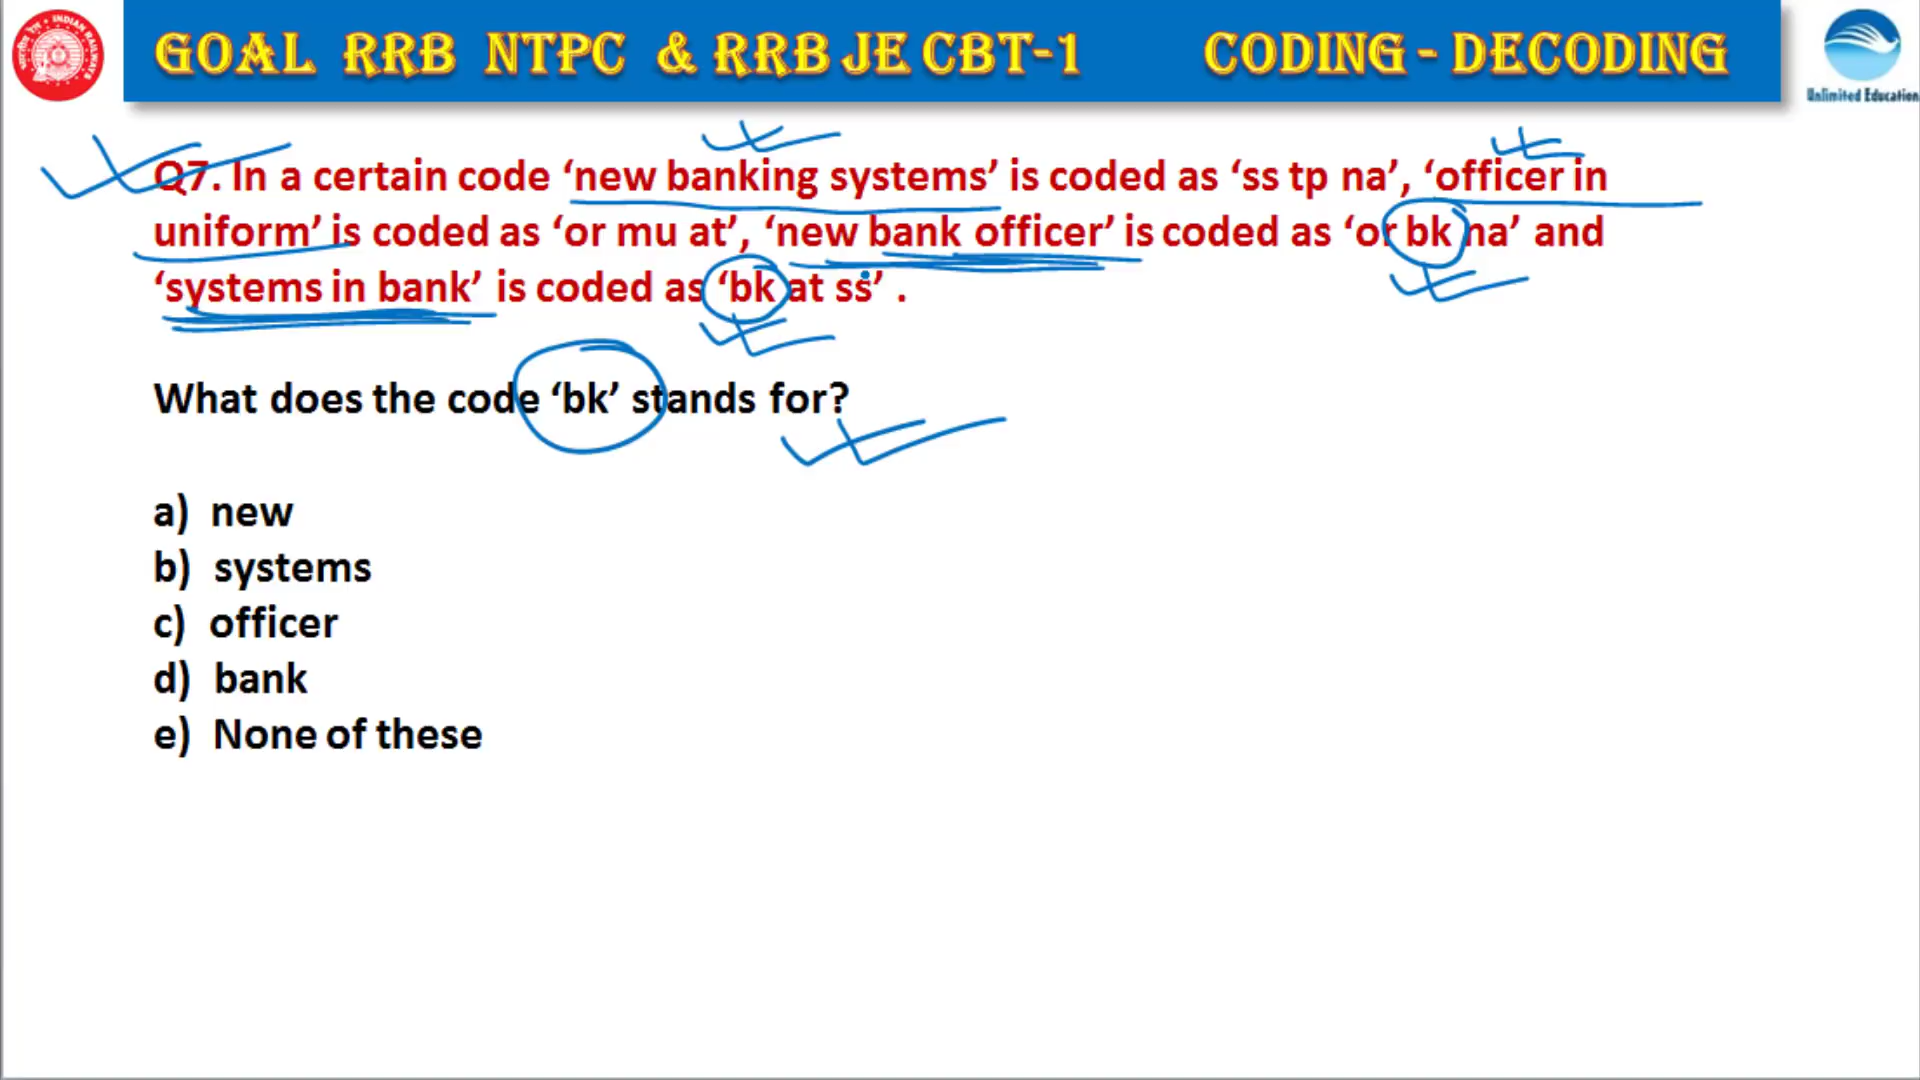 GOAL RRB NTPC & RRB JE CBT-1 CODING - DECODING
INDIAN RAILWAYS
Unlimited Education
Q7. In a certain code ‘new banking systems’ is coded as ‘ss tp na’, ‘officer in
uniform’ is coded as ‘or mu at’, ‘new bank officer’ is coded as ‘or bk na’ and
‘systems in bank’ is coded as ‘bk at ss’ .
What does the code ‘bk’ stands for?
a) new
b) systems
c) officer
d) bank
e) None of these